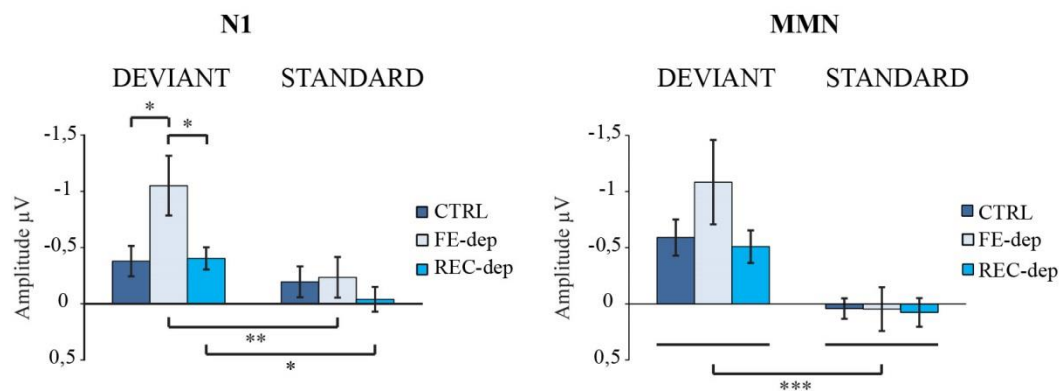 N1
DEVIANT STANDARD
* *
-1,5
-1
-0,5
0
0,5
Amplitude µV
CTRL
FE-dep
REC-dep
**
*
MMN
DEVIANT STANDARD
-1,5
-1
-0,5
0
0,5
Amplitude µV
CTRL
FE-dep
REC-dep
***